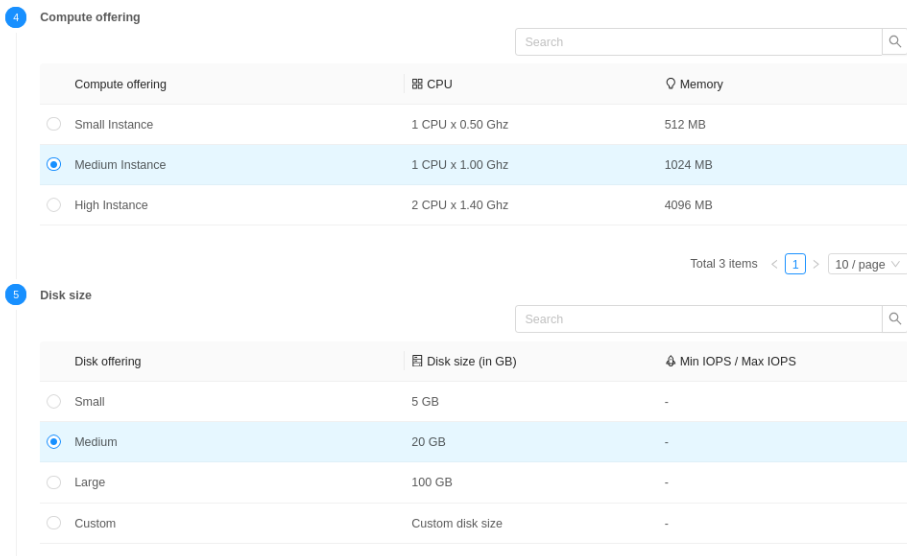 4 Compute offering
Search
Compute offering CPU Memory
Small Instance 1 CPU x 0.50 Ghz 512 MB
Medium Instance 1 CPU x 1.00 Ghz 1024 MB
High Instance 2 CPU x 1.40 Ghz 4096 MB
Total 3 items 1 10 / page
5 Disk size
Search
Disk offering Disk size (in GB) Min IOPS / Max IOPS
Small 5 GB -
Medium 20 GB -
Large 100 GB -
Custom Custom disk size -